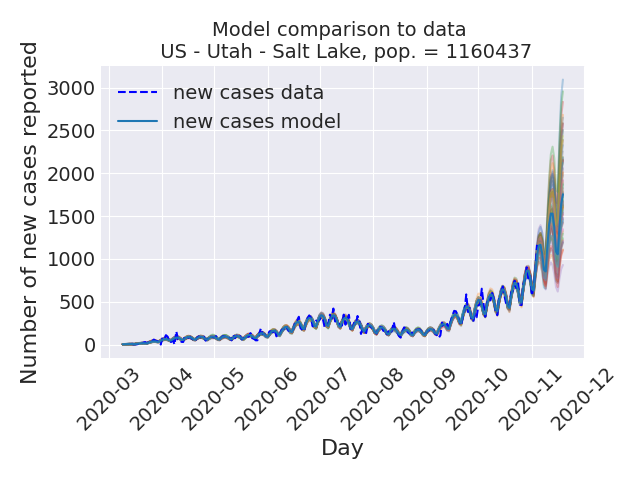 Model comparison to data
US - Utah - Salt Lake, pop. = 1160437
Number of new cases reported
3000
2500
2000
1500
1000
500
0
new cases data
new cases model
2020-03
2020-04
2020-05
2020-06
2020-07
2020-08
2020-09
2020-10
2020-11
2020-12
Day